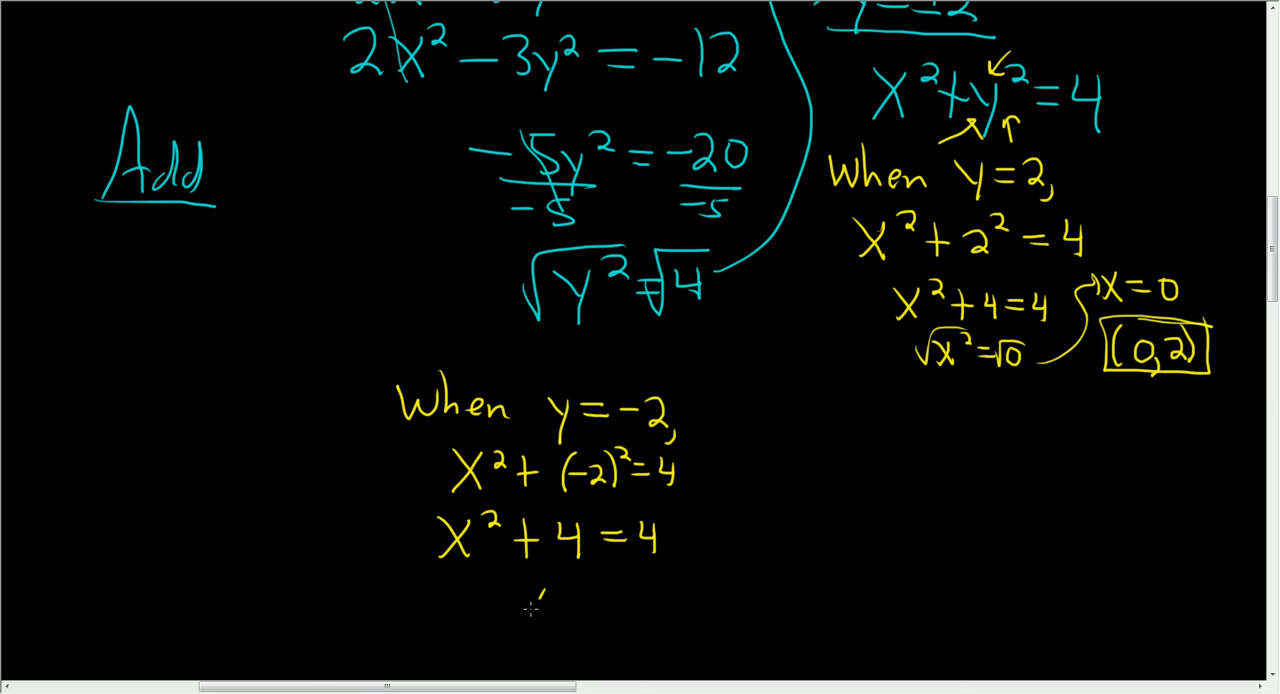 2x² - 3y² = -12
Add
-5y² = -20
-5 -5
√y² = √4
When y = -2,
x² + (-2)² = 4
x² + 4 = 4
x² + y² = 4
When y = 2,
x² + 2² = 4
x² + 4 = 4
√x² = √0
x = 0
(0, 2)